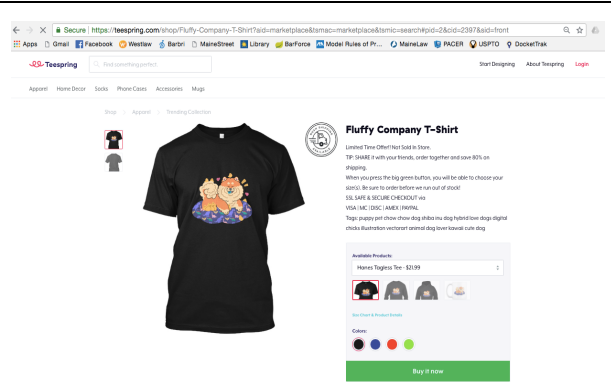 Secure | https://teespring.com/shop/Fluffy-Company-T-Shirt?aid=marketplace&tsmac=marketplace&tsmic=search#pid=2&cid=2397&sid=front
Apps Gmail Facebook Westlaw Barbri MaineStreet Library BarForce Model Rules of Pr... MaineLaw PACER USPTO DocketTrak
Teespring Find something perfect Start Designing About Teespring Login
Apparel Home Decor Socks Phone Cases Accessories Mugs
Shop Apparel Trending Collection
Fluffy Company T-Shirt
Limited Time Offer!! Not Sold In Store.
TIP: SHARE it with your friends, order together and save 80% on
shipping.
When you press the big green button, you will be able to choose your
size(s). Be sure to order before we run out of stock!
SSL SAFE & SECURE CHECKOUT via
VISA | MC | DISC | AMEX | PAYPAL
Tags: puppy pet chow chow dog shiba inu dog hybrid love dogs digital
chicks illustration vectorart animal dog lover kawaii cute dog
Available Products:
Hanes Tagless Tee - $21.99
Size Chart & Product Details
Colors:
Buy it now